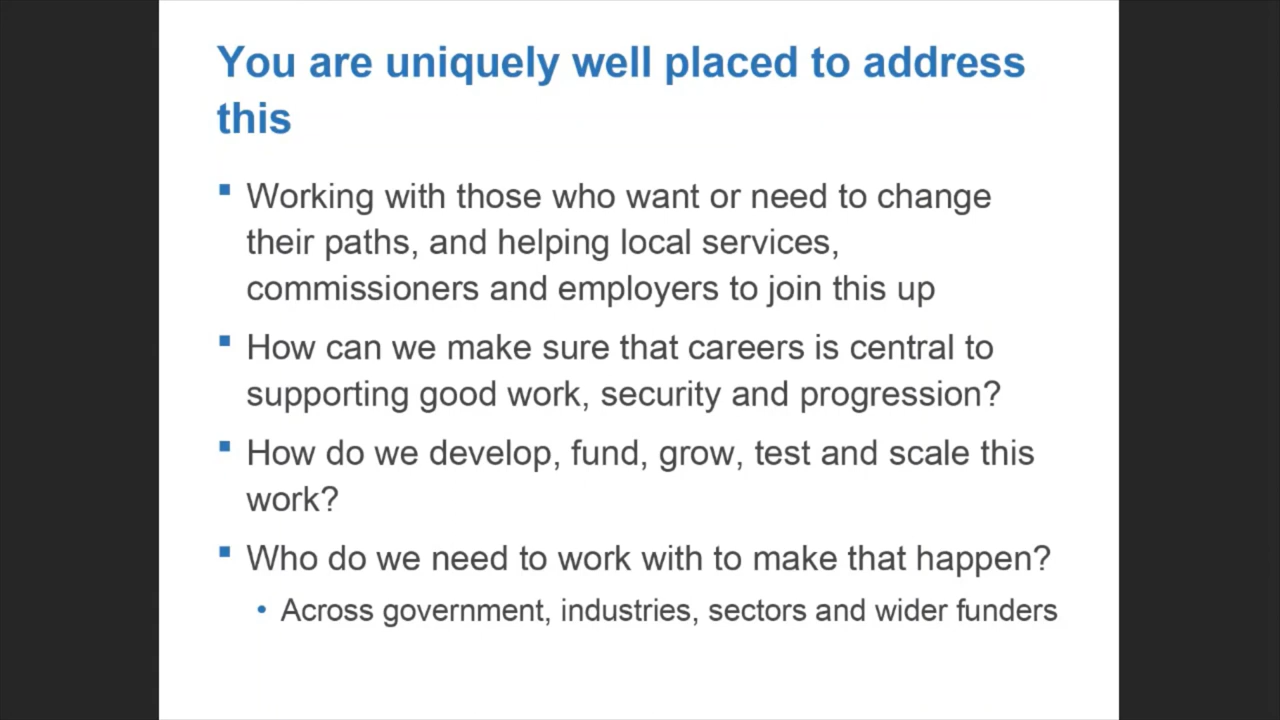 You are uniquely well placed to address
this
▪ Working with those who want or need to change
their paths, and helping local services,
commissioners and employers to join this up
▪ How can we make sure that careers is central to
supporting good work, security and progression?
▪ How do we develop, fund, grow, test and scale this
work?
▪ Who do we need to work with to make that happen?
• Across government, industries, sectors and wider funders